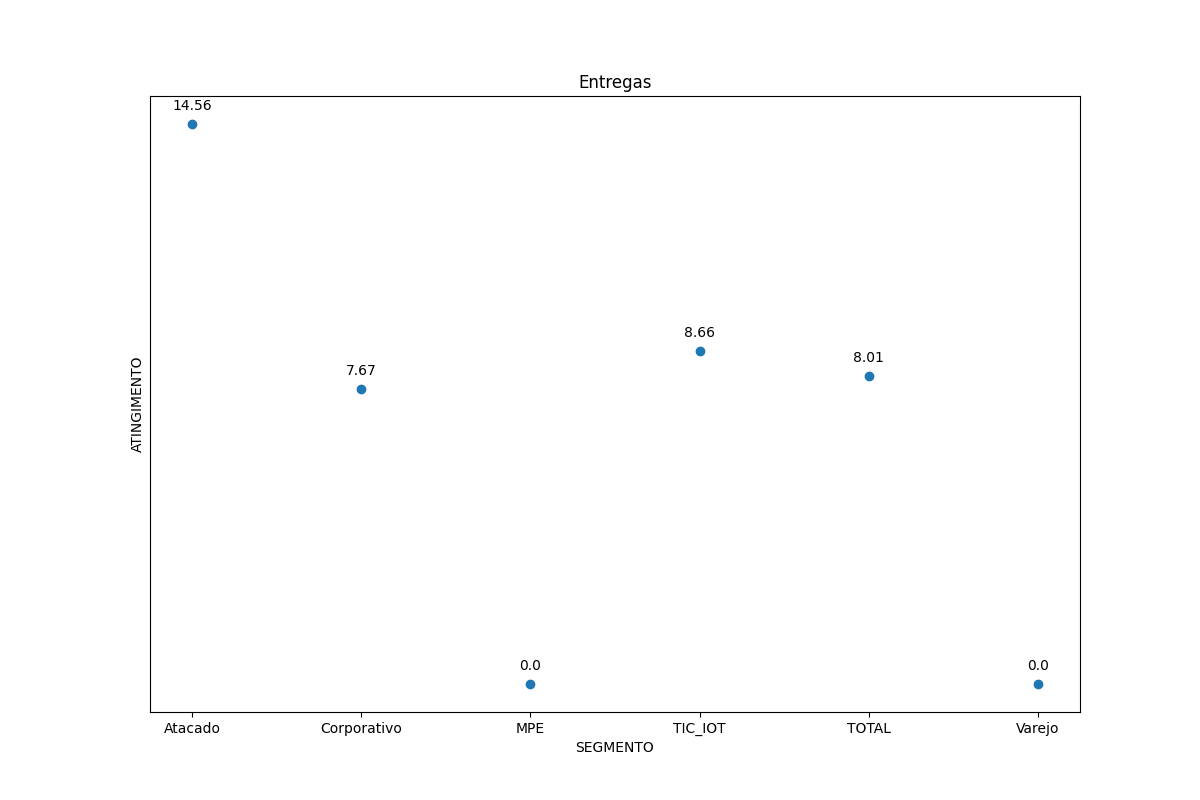 Entregas
14.56
8.66
8.01
7.67
0.0
0.0
ATINGIMENTO
Atacado
Corporativo
MPE
TIC_IOT
TOTAL
Varejo
SEGMENTO